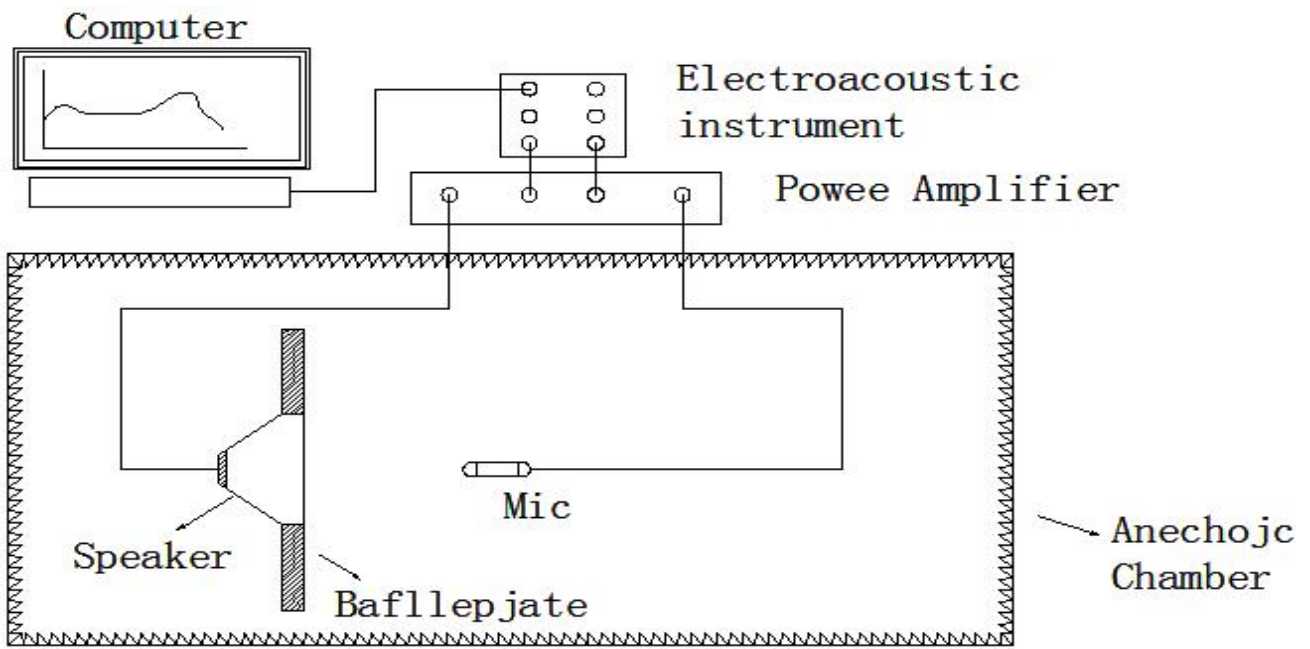 Computer
Electroacoustic
instrument
Powee Amplifier
Mic
Speaker
Bafllepjate
Anechojc
Chamber